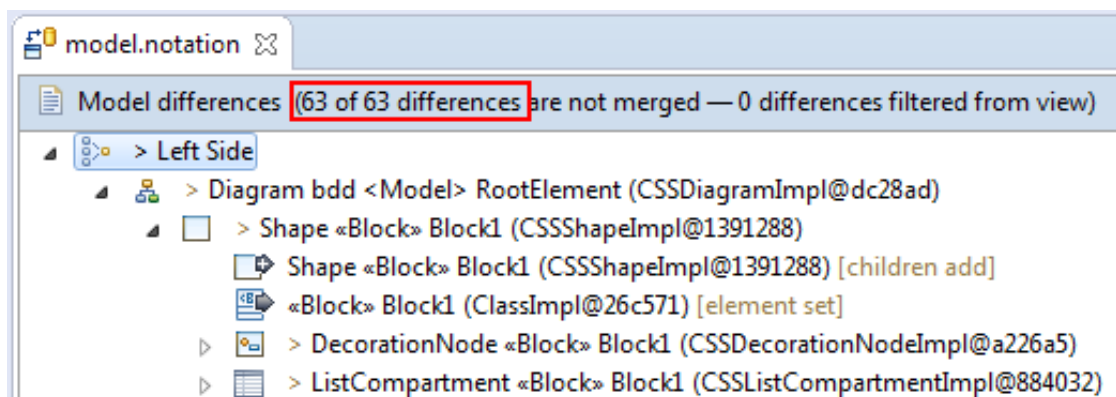 model.notation
Model differences (63 of 63 differences are not merged — 0 differences filtered from view)
> Left Side
> Diagram bdd <Model> RootElement (CSSDiagramImpl@dc28ad)
> Shape «Block» Block1 (CSSShapeImpl@1391288)
Shape «Block» Block1 (CSSShapeImpl@1391288) [children add]
«Block» Block1 (ClassImpl@26c571) [element set]
> DecorationNode «Block» Block1 (CSSDecorationNodeImpl@a226a5)
> ListCompartment «Block» Block1 (CSSListCompartmentImpl@884032)